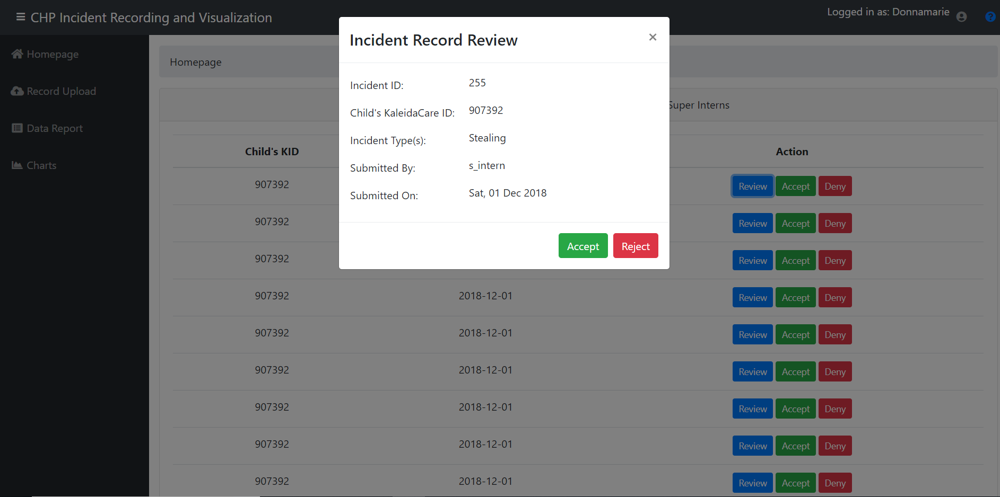 CHP Incident Recording and Visualization
Logged in as: Donnamarie
?
Homepage
Record Upload
Data Report
Charts
Homepage
Super Interns
Child's KID Action
907392 Review Accept Deny
907392 Review Accept Deny
907392 Review Accept Deny
907392 2018-12-01 Review Accept Deny
907392 2018-12-01 Review Accept Deny
907392 2018-12-01 Review Accept Deny
907392 2018-12-01 Review Accept Deny
907392 2018-12-01 Review Accept Deny
907392 2018-12-01 Review Accept Deny
Incident Record Review ×
Incident ID: 255
Child's KaleidaCare ID: 907392
Incident Type(s): Stealing
Submitted By: s_intern
Submitted On: Sat, 01 Dec 2018
Accept Reject